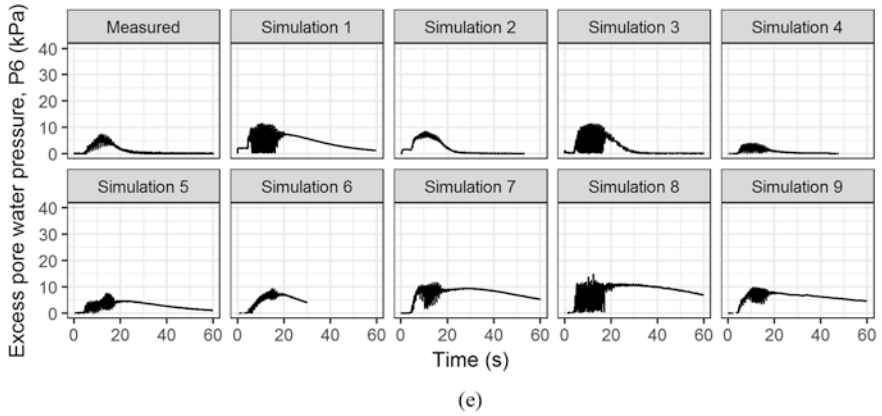 Excess pore water pressure, P6 (kPa)
Measured Simulation 1 Simulation 2 Simulation 3 Simulation 4
40
30
20
10
0
Simulation 5 Simulation 6 Simulation 7 Simulation 8 Simulation 9
40
30
20
10
0
0 20 40 60 0 20 40 60 0 20 40 60 0 20 40 60 0 20 40 60
Time (s)
(e)